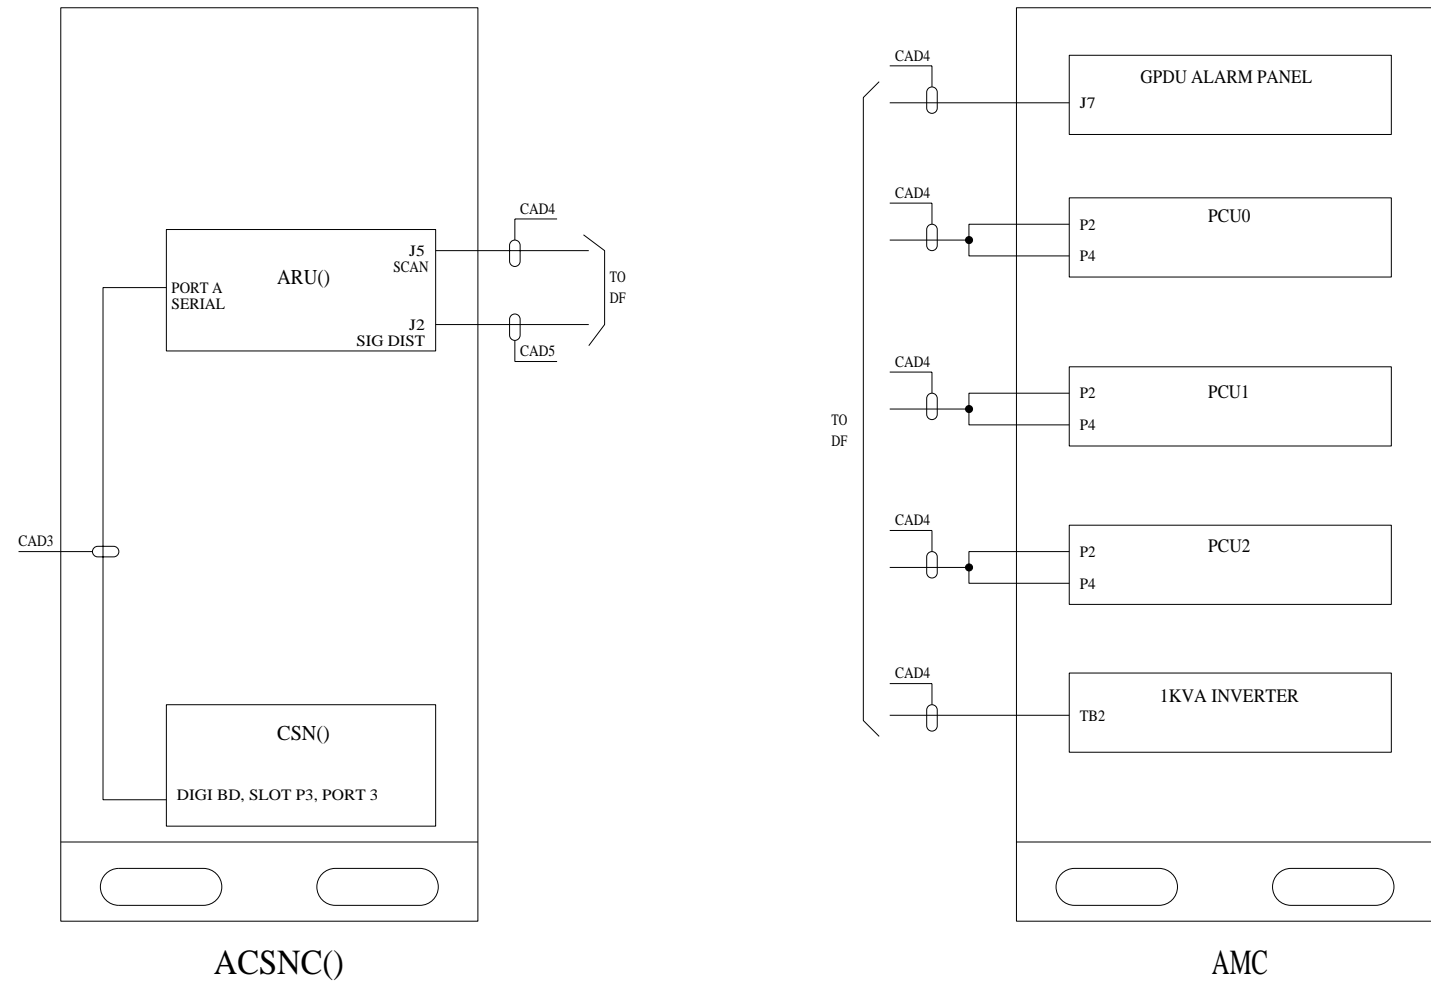 CAD4
J5
SCAN
ARU()
PORT A
SERIAL
TO
DF
J2
SIG DIST
CAD5
CAD3
CSN()
DIGI BD, SLOT P3, PORT 3
ACSNC()
CAD4
GPDU ALARM PANEL
J7
CAD4
PCU0
P2
P4
CAD4
PCU1
P2
P4
TO
DF
CAD4
PCU2
P2
P4
CAD4
1KVA INVERTER
TB2
AMC